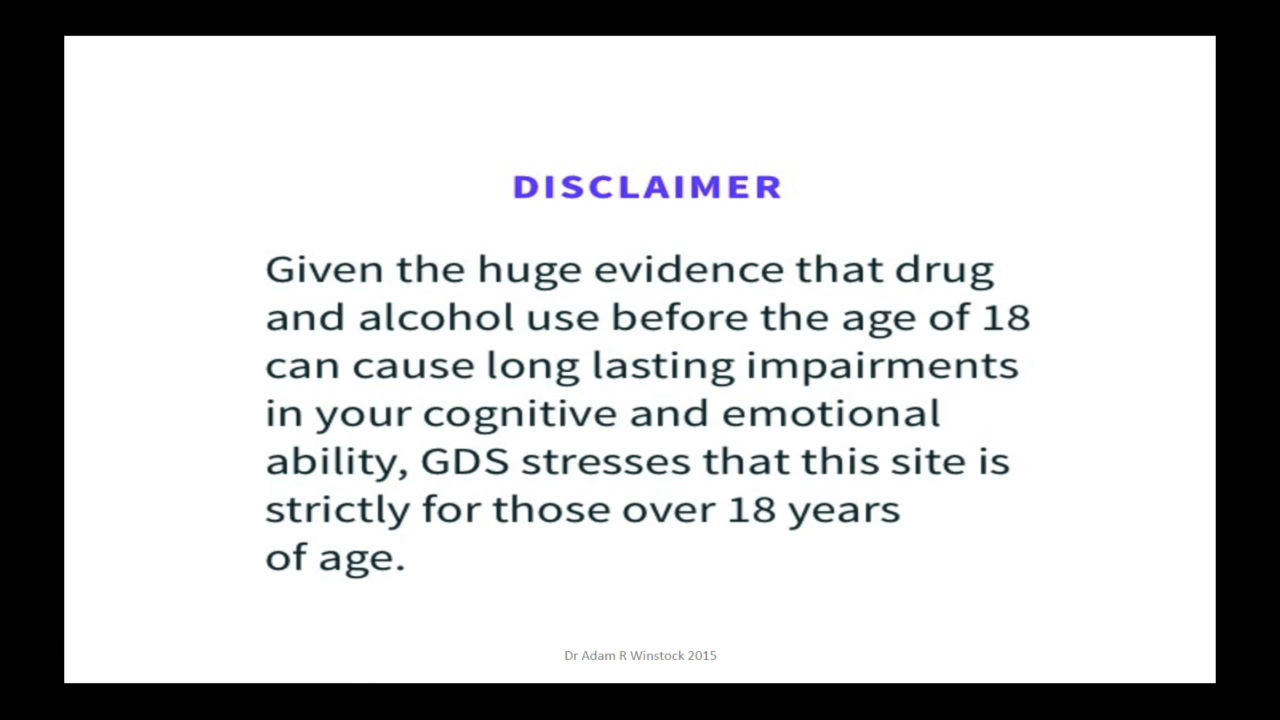 DISCLAIMER
Given the huge evidence that drug
and alcohol use before the age of 18
can cause long lasting impairments
in your cognitive and emotional
ability, GDS stresses that this site is
strictly for those over 18 years
of age.
Dr Adam R Winstock 2015